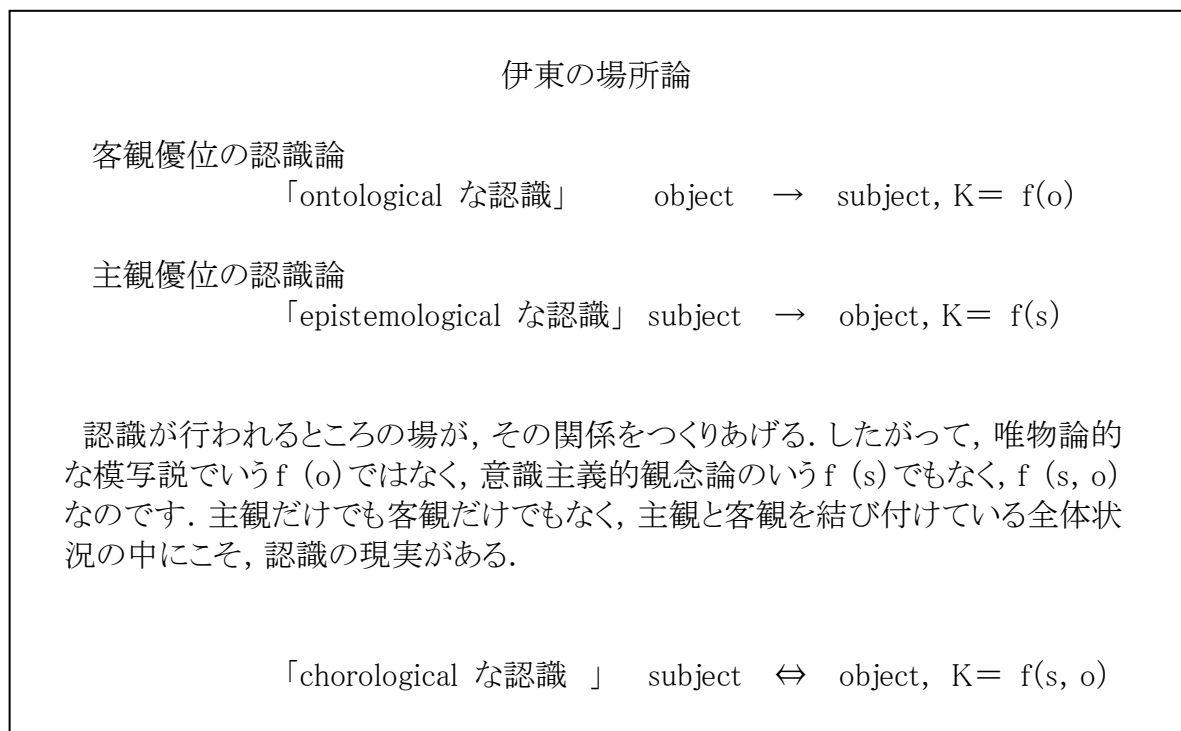 伊東の場所論
客観優位の認識論
「ontological な認識」 object → subject, K= f(o)
主観優位の認識論
「epistemological な認識」 subject → object, K= f(s)
認識が行われるところの場が, その関係をつくりあげる. したがって, 唯物論的
な模写説でいう f (o)ではなく, 意識主義的観念論のいう f (s)でもなく, f (s, o)
なのです. 主観だけでも客観だけでもなく, 主観と客観を結び付けている全体状
況の中にこそ, 認識の現実がある.
「chorological な認識 」 subject ⇔ object, K= f(s, o)